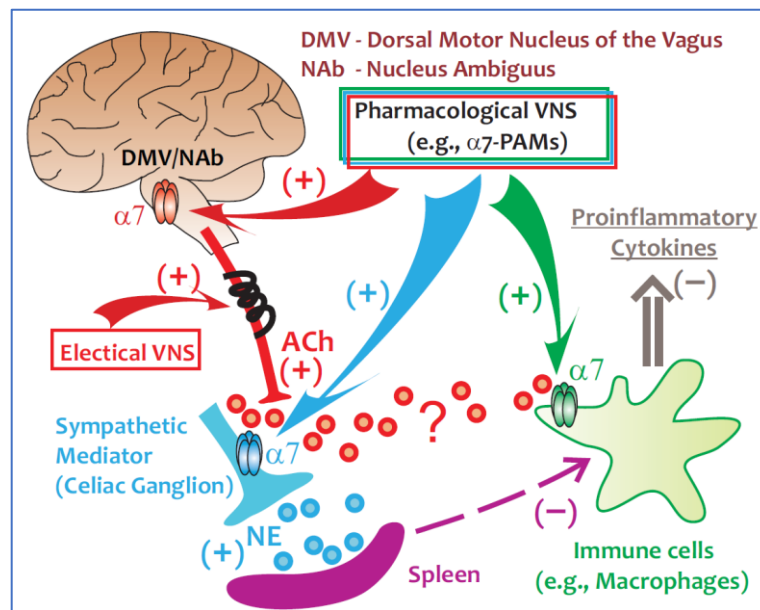 DMV - Dorsal Motor Nucleus of the Vagus
NAb - Nucleus Ambiguus
Pharmacological VNS
(e.g., α7-PAMs)
DMV/NAb
α7
(+)
(+)
(+)
Proinflammatory
Cytokines
(-)
(+)
Electical VNS
ACh
(+)
α7
?
Sympathetic
Mediator
(Celiac Ganglion)
α7
NE
(+)
(-)
Spleen
Immune cells
(e.g., Macrophages)